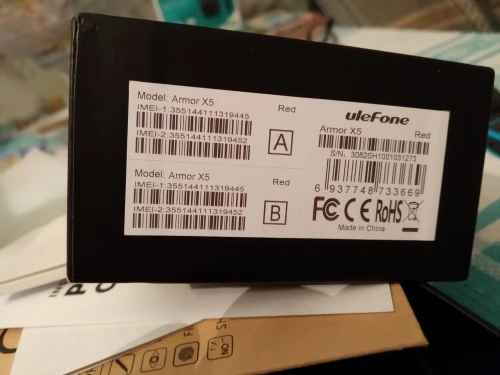 Model: Armor X5
Red
IMEI-1:355144111319445
IMEI-2:355144111319452
A
Model: Armor X5
Red
IMEI-1:355144111319445
IMEI-2:355144111319452
B
uleFone
Armor X5
Red
S/N: 3082SH1001031273
6 937748 733669
FC CE RoHS
Made in China